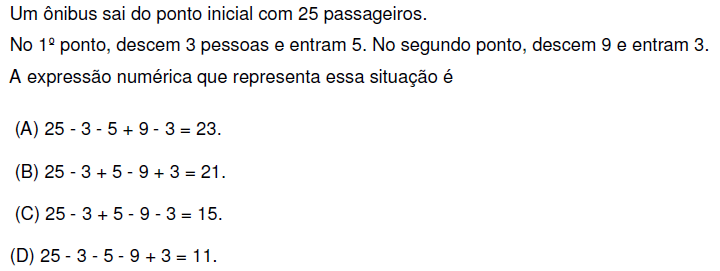 Um ônibus sai do ponto inicial com 25 passageiros.
No 1º ponto, descem 3 pessoas e entram 5. No segundo ponto, descem 9 e entram 3.
A expressão numérica que representa essa situação é
(A) 25 - 3 - 5 + 9 - 3 = 23.
(B) 25 - 3 + 5 - 9 + 3 = 21.
(C) 25 - 3 + 5 - 9 - 3 = 15.
(D) 25 - 3 - 5 - 9 + 3 = 11.